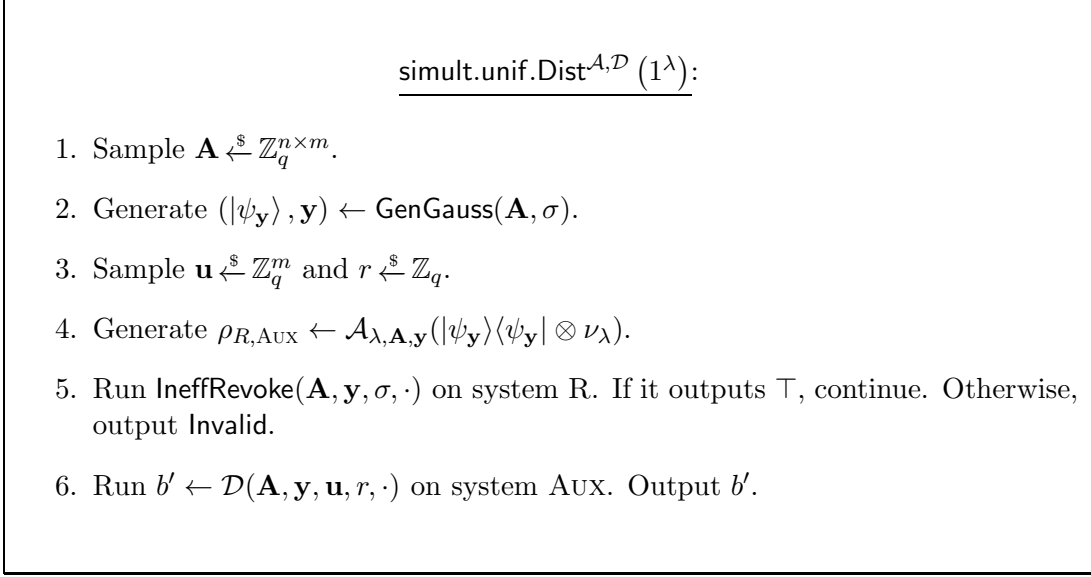 simult.unif.Dist^{𝒜,𝒟} (1^λ):
1. Sample 𝐀 ←$ ℤ_q^{n×m}.
2. Generate (|ψ_𝐲⟩, 𝐲) ← GenGauss(𝐀, σ).
3. Sample 𝐮 ←$ ℤ_q^m and r ←$ ℤ_q.
4. Generate ρ_{R,AUX} ← 𝒜_{λ,𝐀,𝐲}(|ψ_𝐲⟩⟨ψ_𝐲| ⊗ ν_λ).
5. Run IneffRevoke(𝐀, 𝐲, σ, ·) on system R. If it outputs ⊤, continue. Otherwise,
output Invalid.
6. Run b′ ← 𝒟(𝐀, 𝐲, 𝐮, r, ·) on system AUX. Output b′.